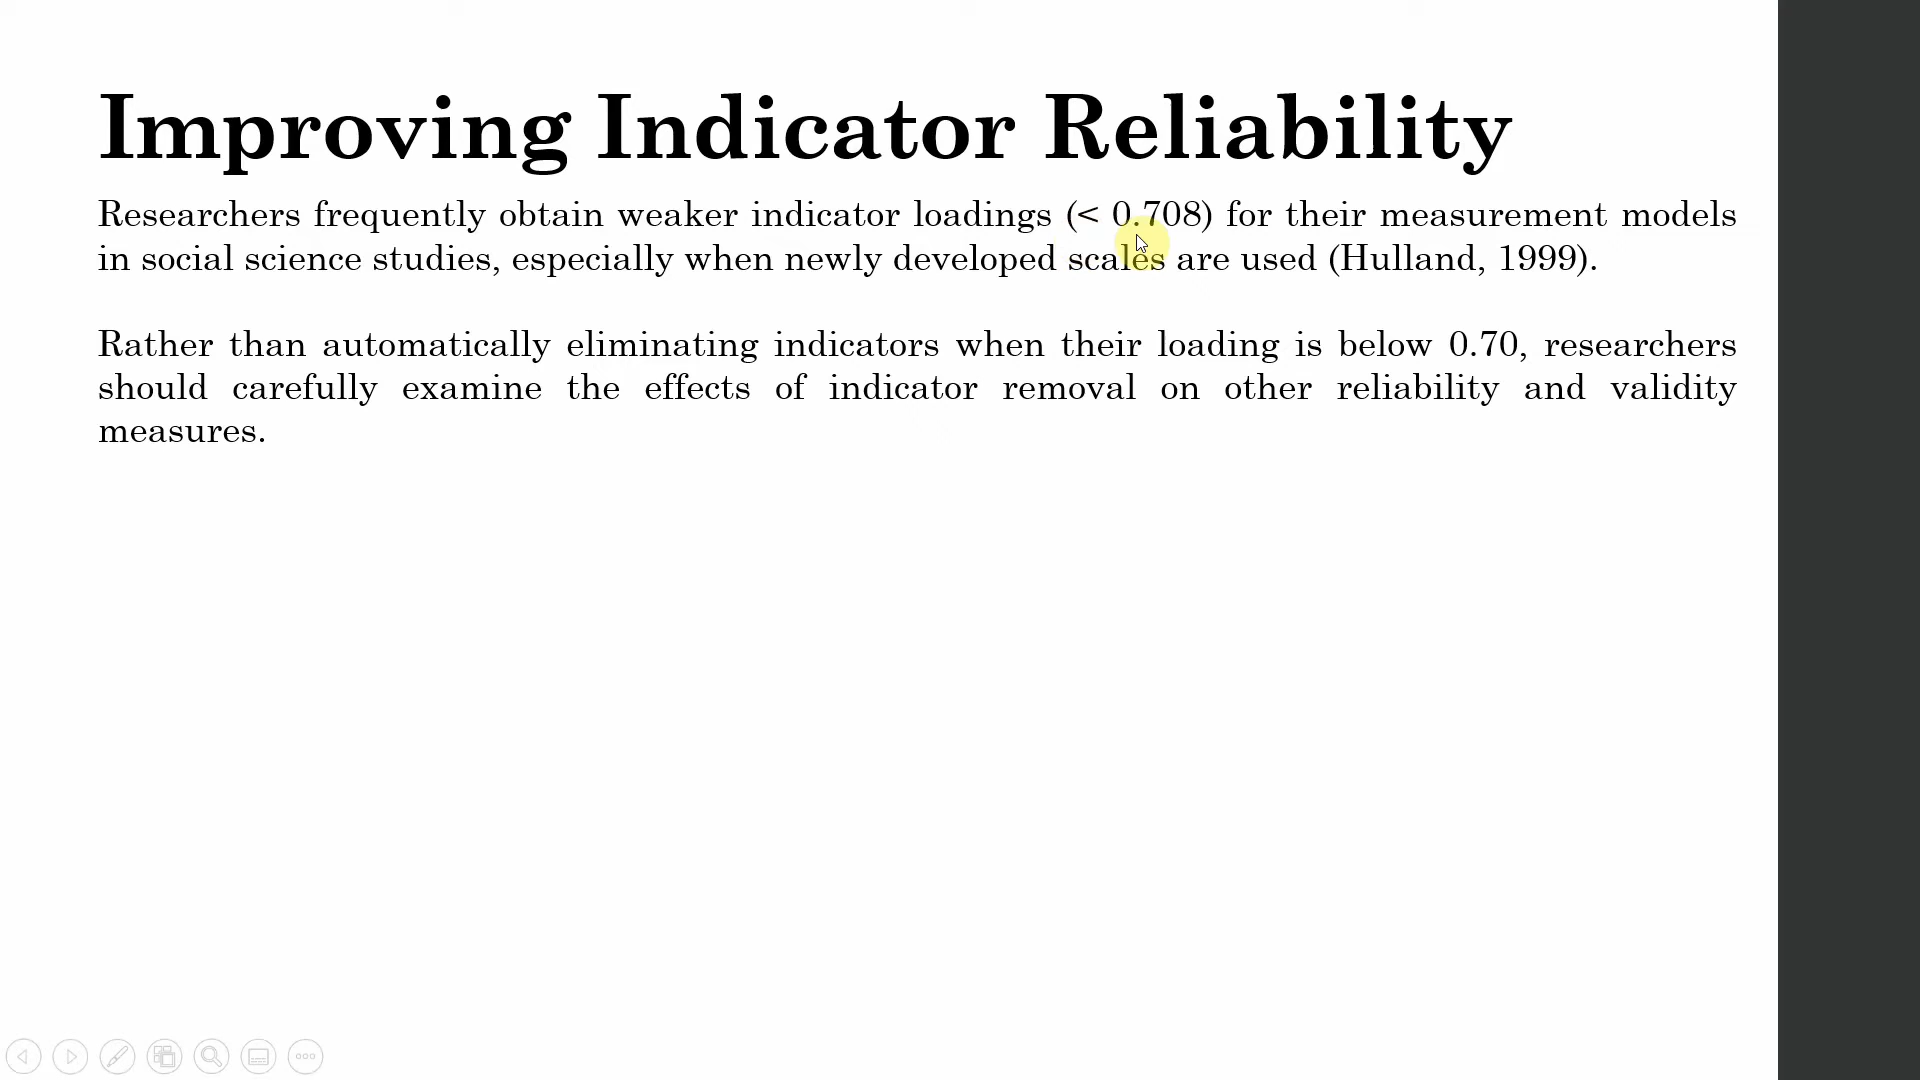 Improving Indicator Reliability
Researchers frequently obtain weaker indicator loadings (< 0.708) for their measurement models
in social science studies, especially when newly developed scales are used (Hulland, 1999).
Rather than automatically eliminating indicators when their loading is below 0.70, researchers
should carefully examine the effects of indicator removal on other reliability and validity
measures.